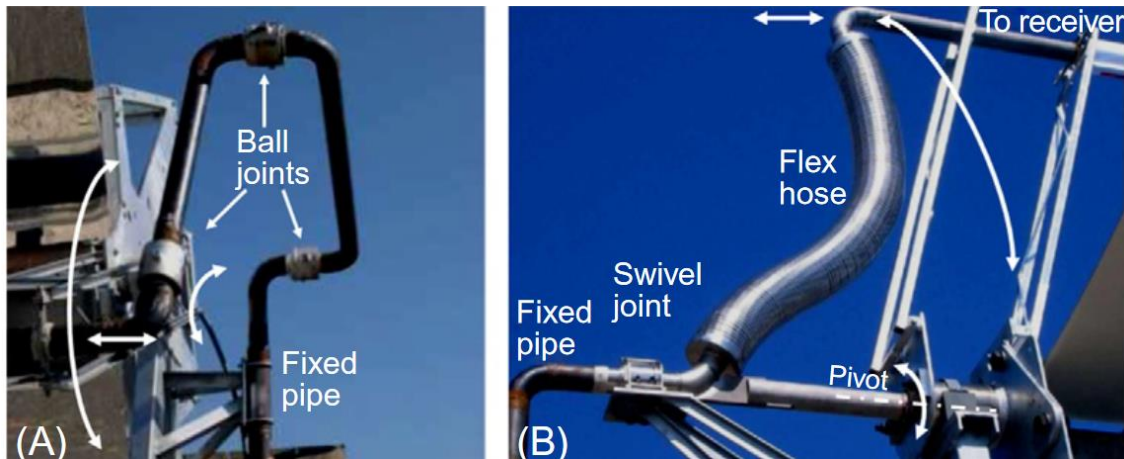 Ball
joints
Fixed
pipe
(A)
To receiver
Flex
hose
Swivel
joint
Fixed
pipe
Pivot
(B)